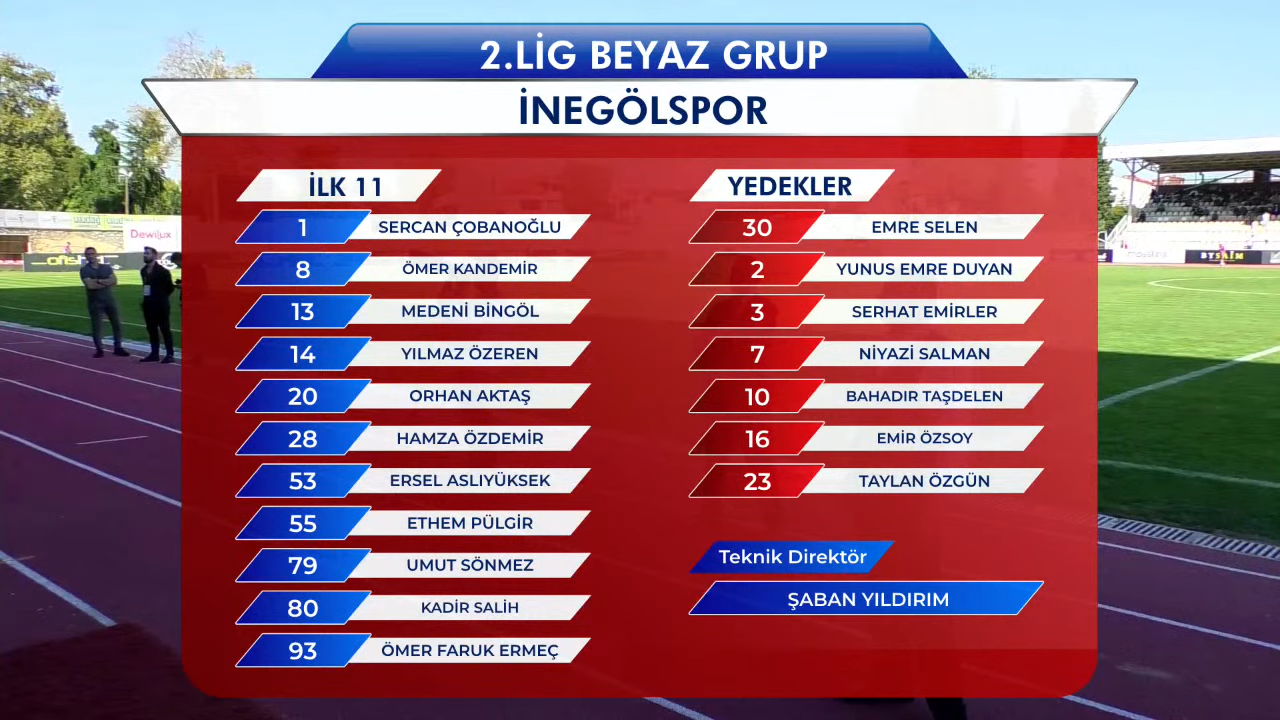 2.LİG BEYAZ GRUP
İNEGÖLSPOR
İLK 11
1 SERCAN ÇOBANOĞLU
8 ÖMER KANDEMİR
13 MEDENİ BİNGÖL
14 YILMAZ ÖZEREN
20 ORHAN AKTAŞ
28 HAMZA ÖZDEMİR
53 ERSEL ASLIYÜKSEK
55 ETHEM PÜLGİR
79 UMUT SÖNMEZ
80 KADİR SALİH
93 ÖMER FARUK ERMEÇ
YEDEKLER
30 EMRE SELEN
2 YUNUS EMRE DUYAN
3 SERHAT EMİRLER
7 NİYAZİ SALMAN
10 BAHADIR TAŞDELEN
16 EMİR ÖZSOY
23 TAYLAN ÖZGÜN
Teknik Direktör
ŞABAN YILDIRIM
Dewilux
BYSAİM